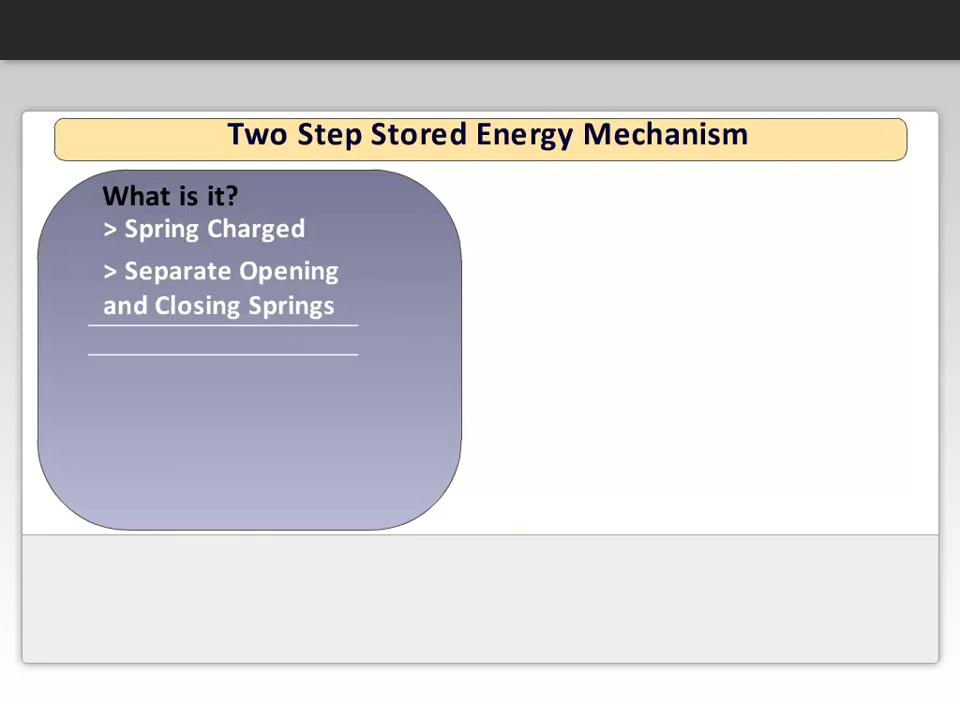 Two Step Stored Energy Mechanism
What is it?
> Spring Charged
> Separate Opening
and Closing Springs